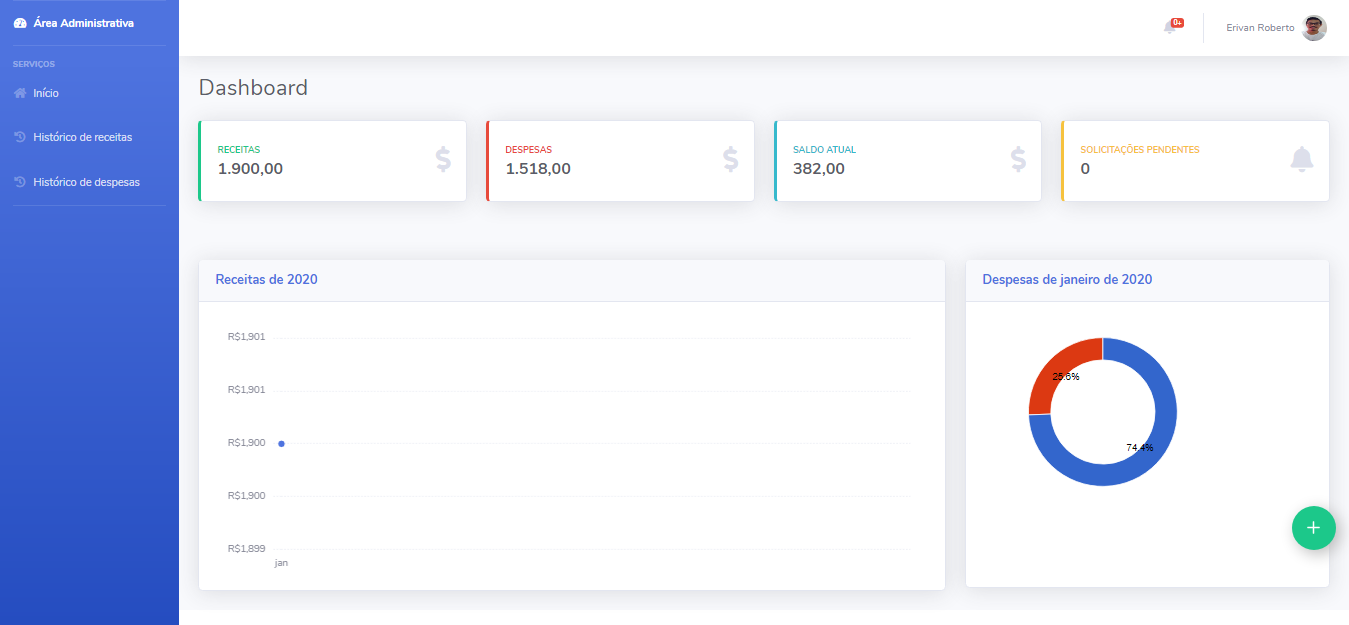 Área Administrativa
SERVIÇOS
Início
Histórico de receitas
Histórico de despesas
0+
Erivan Roberto
Dashboard
RECEITAS
1.900,00
DESPESAS
1.518,00
SALDO ATUAL
382,00
SOLICITAÇÕES PENDENTES
0
Receitas de 2020
R$1,901
R$1,901
R$1,900
R$1,900
R$1,899
jan
Despesas de janeiro de 2020
25.6%
74.4%